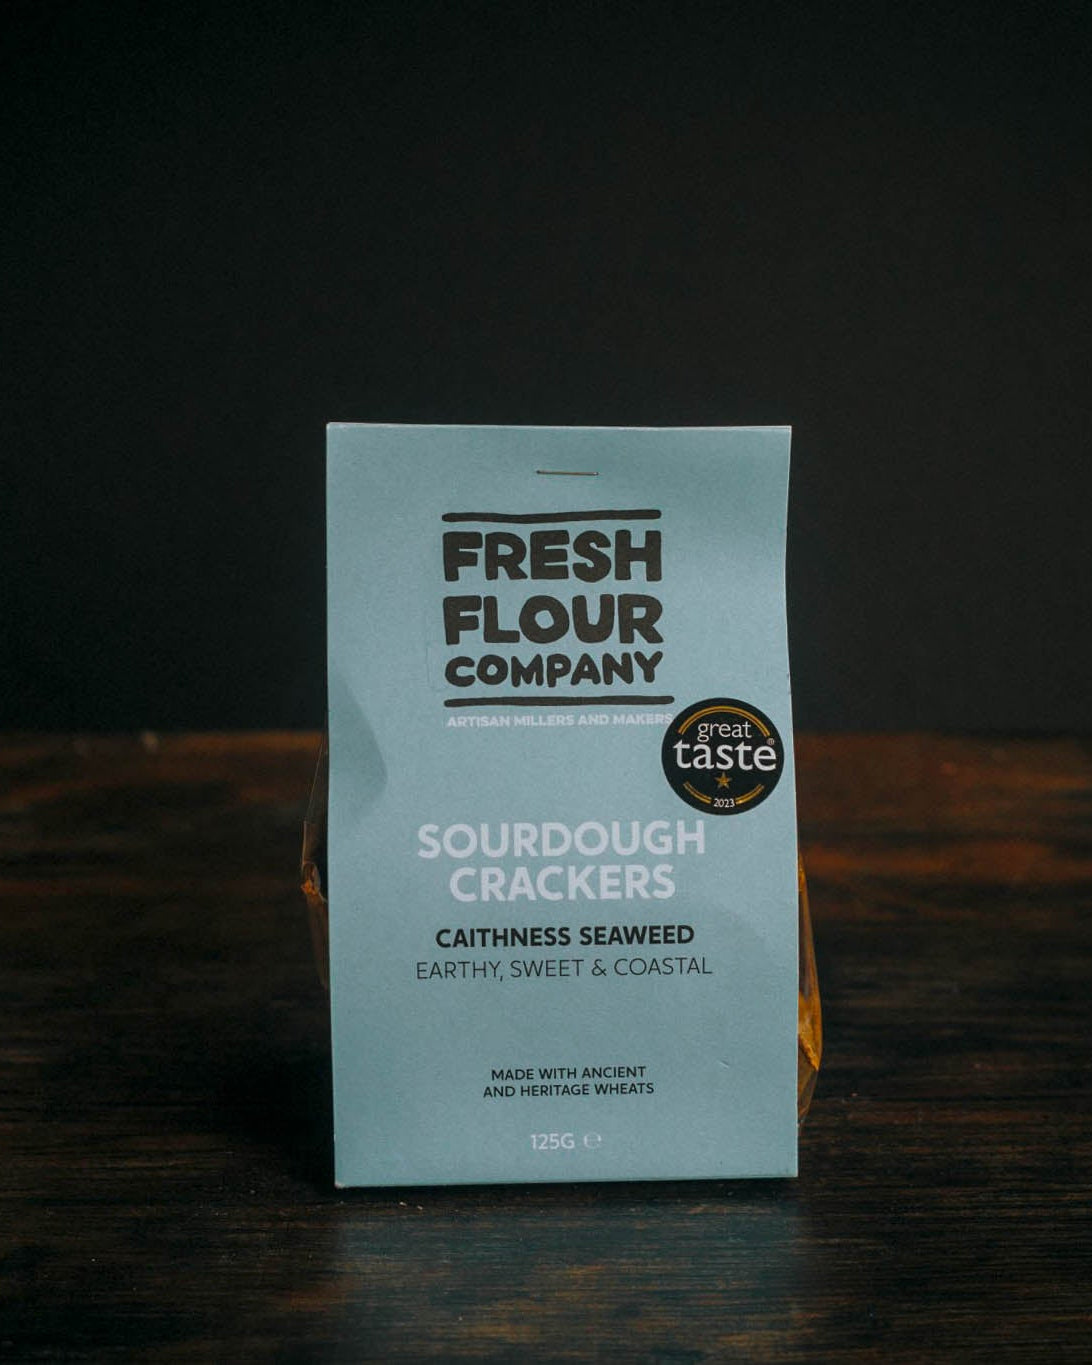 FRESH
FLOUR
COMPANY
ARTISAN MILLERS AND MAKERS
great
taste®
2023
SOURDOUGH
CRACKERS
CAITHNESS SEAWEED
EARTHY, SWEET & COASTAL
MADE WITH ANCIENT
AND HERITAGE WHEATS
125G ℮